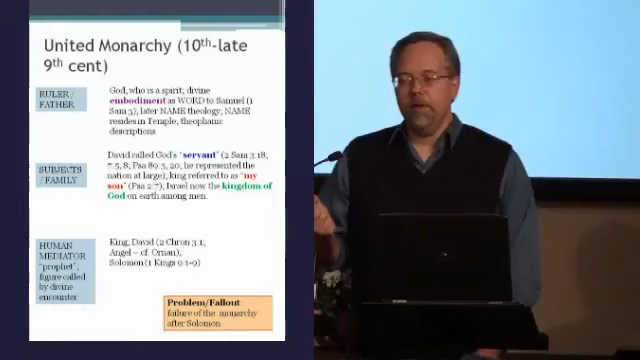 United Monarchy (10th-late
9th cent)
RULER /
FATHER
God, who is a spirit; divine
embodiment as WORD to Samuel (1
Sam 3); later NAME theology; NAME
resides in Temple; theophanic
descriptions
SUBJECTS
/ FAMILY
David called God's "servant" (2 Sam 3:18,
7:5, 8, Psa 89:3, 20, he represented the
nation at large); king referred to as "my
son" (Psa 2:7); Israel now the kingdom of
God on earth among men.
HUMAN
MEDIATOR
"prophet";
figure called
by divine
encounter
King, David (2 Chron 3:1;
Angel – cf. Ornan);
Solomon (1 Kings 9:1-9)
Problem/Fallout
failure of the monarchy
after Solomon